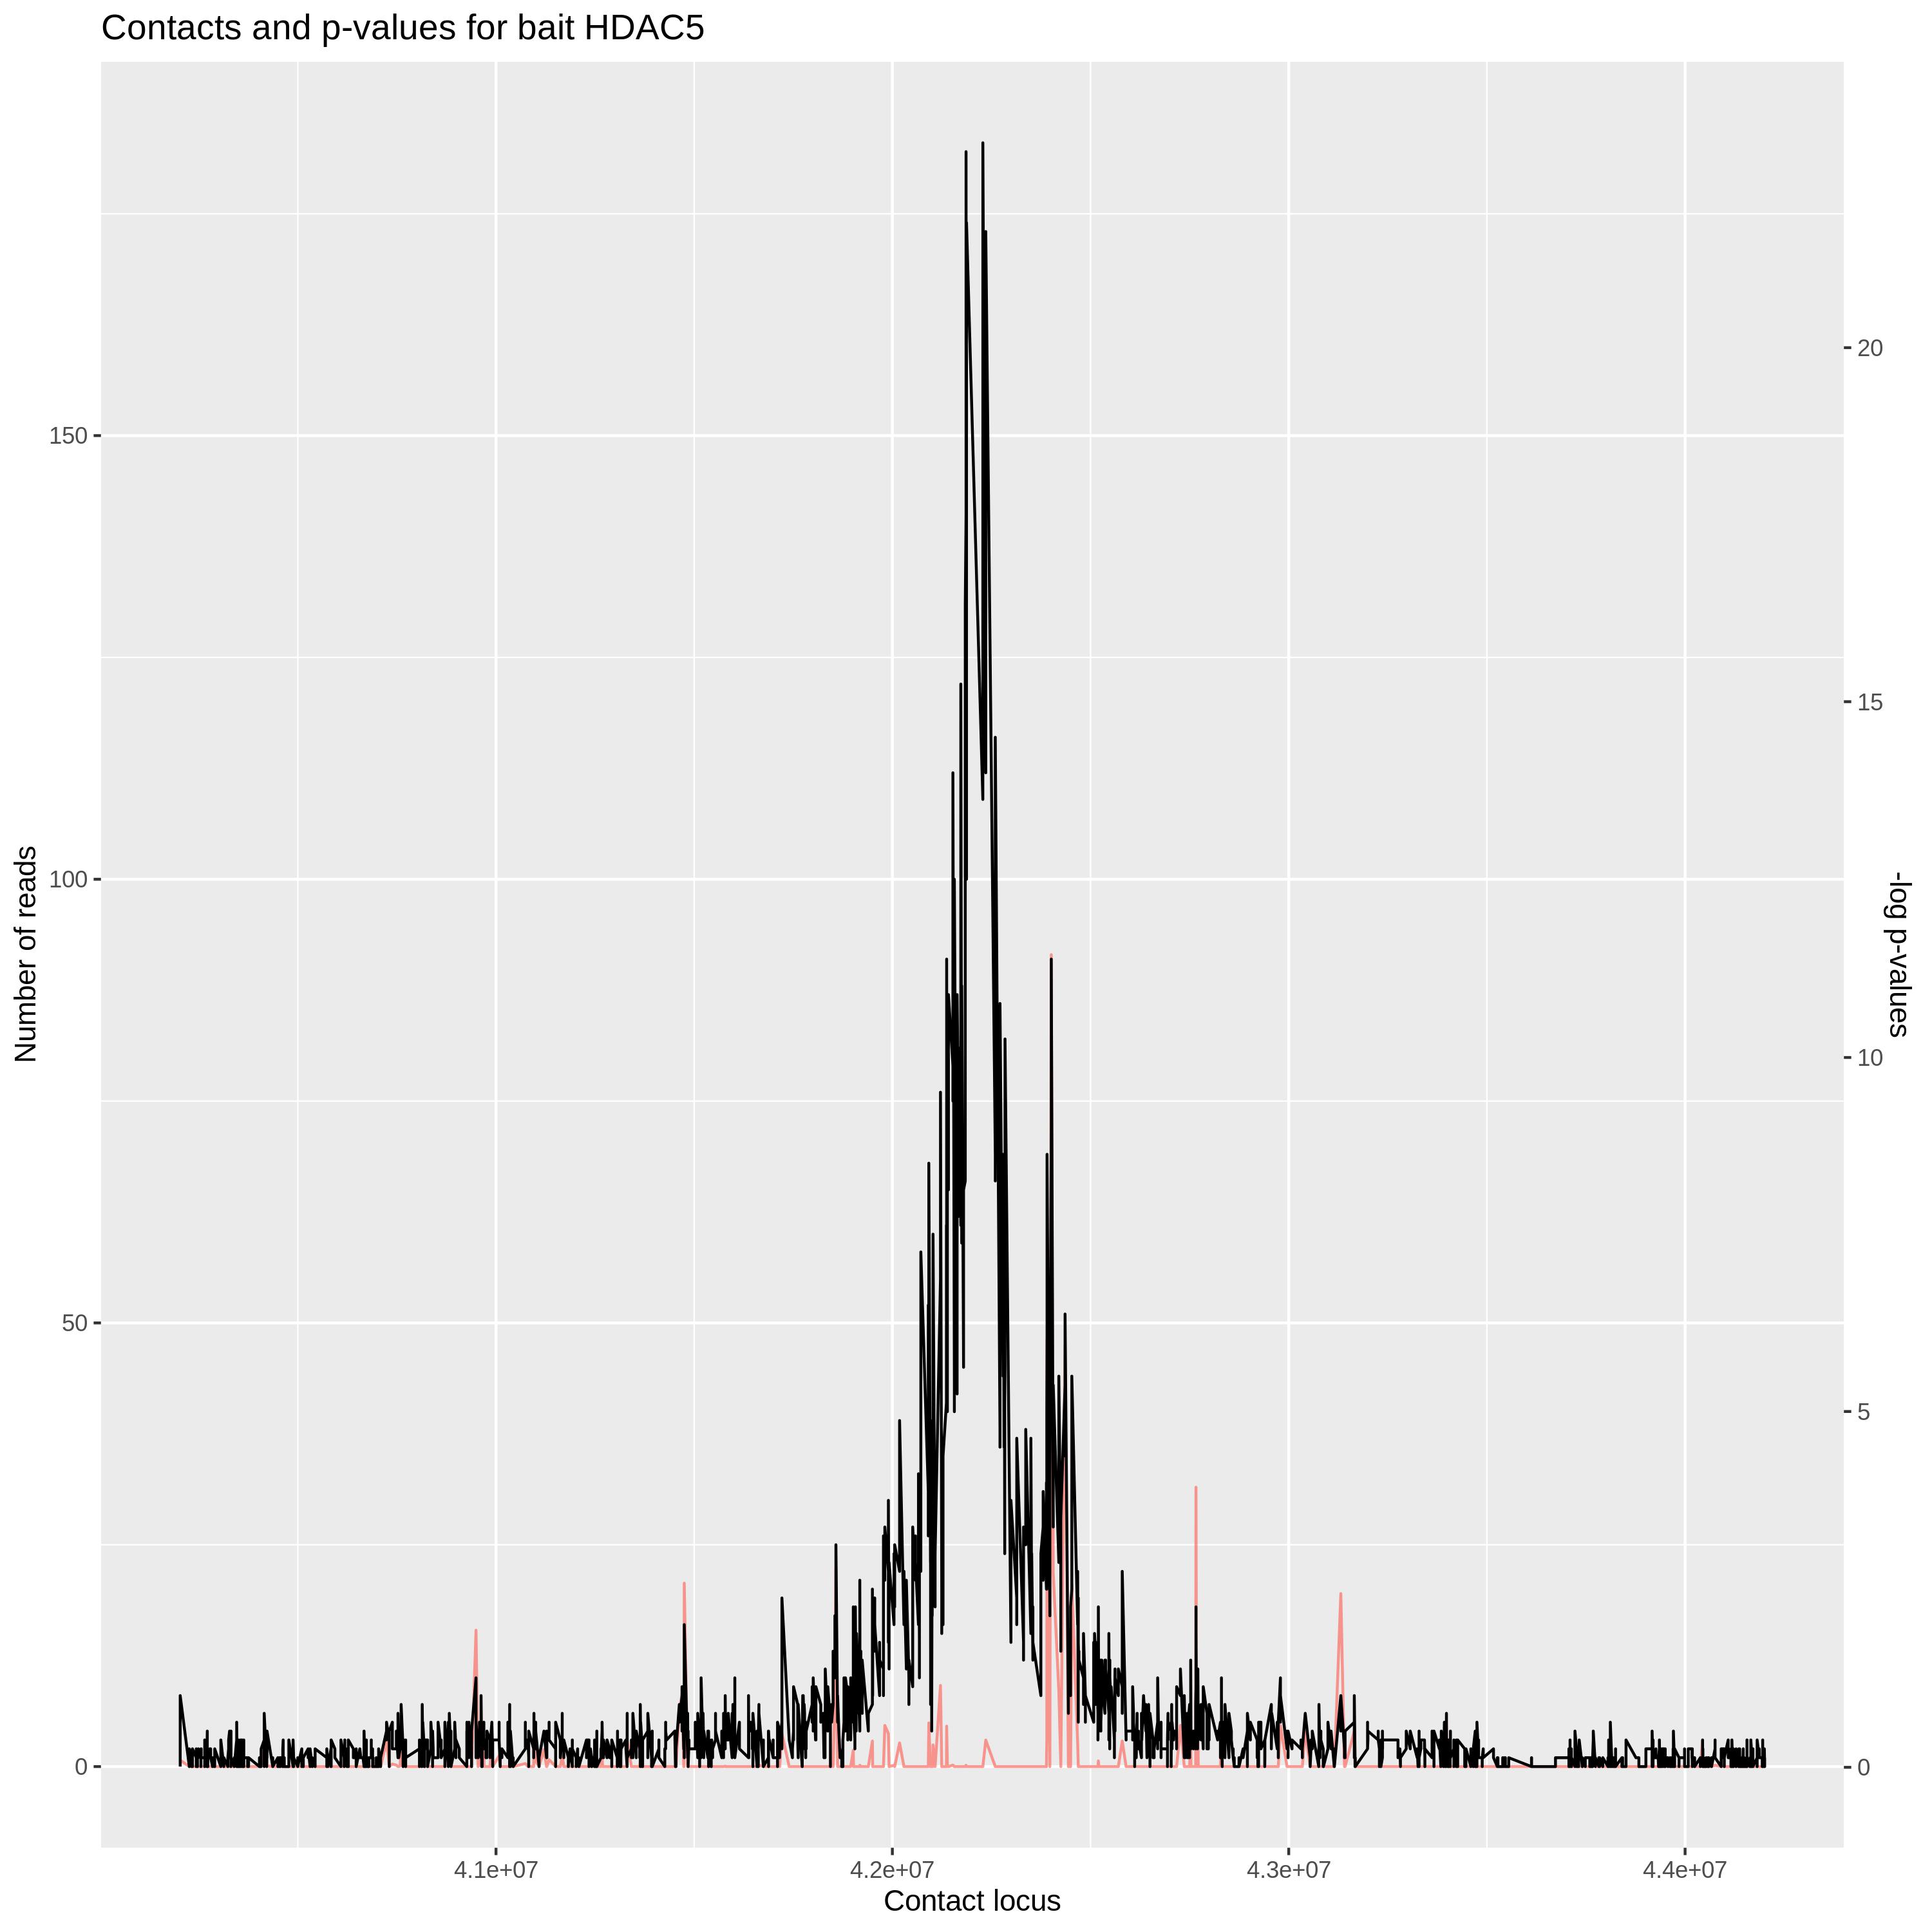 Contacts and p-values for bait HDAC5
150
100
50
0
Number of reads
20
15
10
5
0
-log p-values
4.1e+07
4.2e+07
4.3e+07
4.4e+07
Contact locus